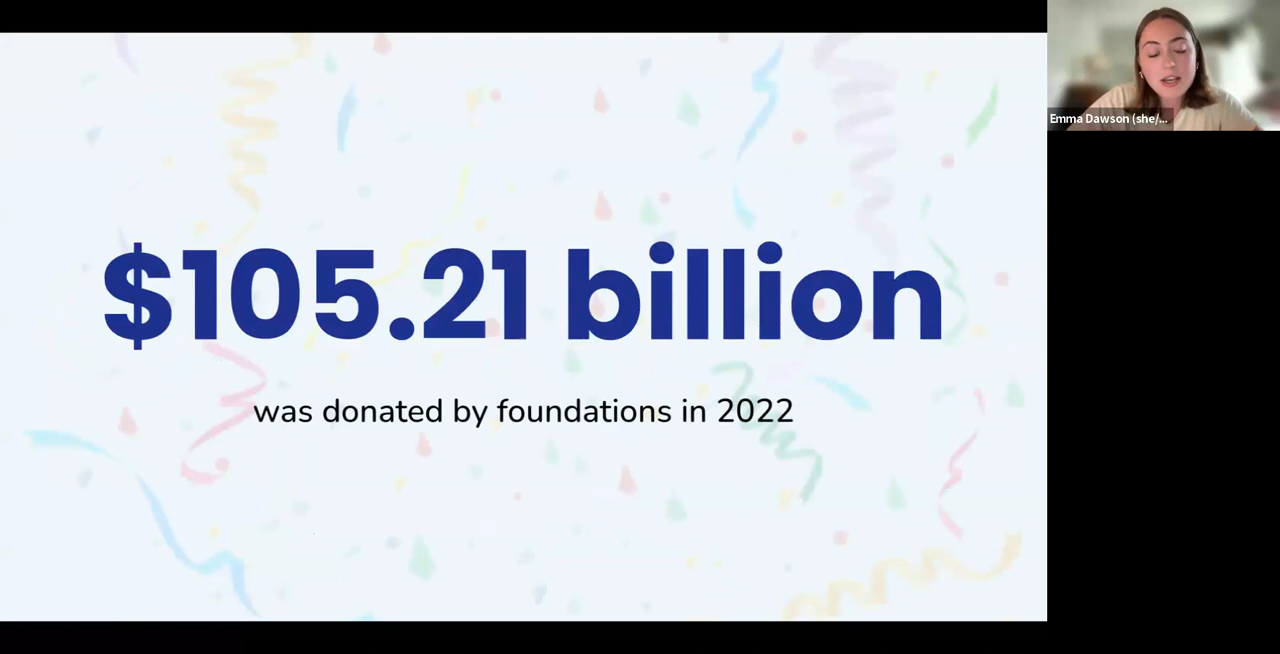 $105.21 billion
was donated by foundations in 2022
Emma Dawson (she/...